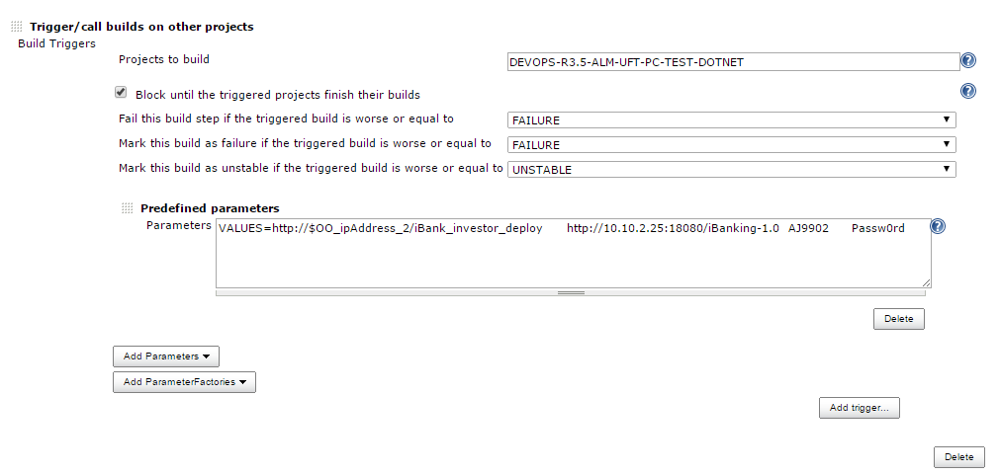 Trigger/call builds on other projects
Build Triggers
Projects to build DEVOPS-R3.5-ALM-UFT-PC-TEST-DOTNET ?
Block until the triggered projects finish their builds ?
Fail this build step if the triggered build is worse or equal to FAILURE
Mark this build as failure if the triggered build is worse or equal to FAILURE
Mark this build as unstable if the triggered build is worse or equal to UNSTABLE
Predefined parameters
Parameters VALUES=http://$OO_ipAddress_2/iBank_investor_deploy http://10.10.2.25:18080/iBanking-1.0 AJ9902 Passw0rd ?
Delete
Add Parameters
Add ParameterFactories
Add trigger...
Delete